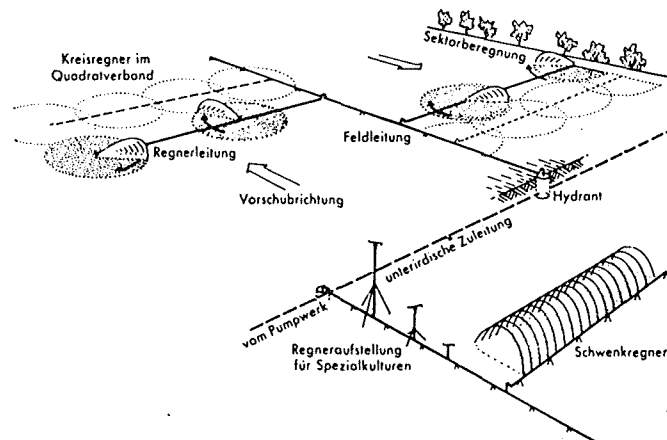 Kreisregner im
Quadratverband
Sektorberegnung
Regnerleitung
Feldleitung
Vorschubrichtung
Hydrant
unterirdische Zuleitung
vom Pumpwerk
Regneraufstellung
für Spezialkulturen
Schwenkregner